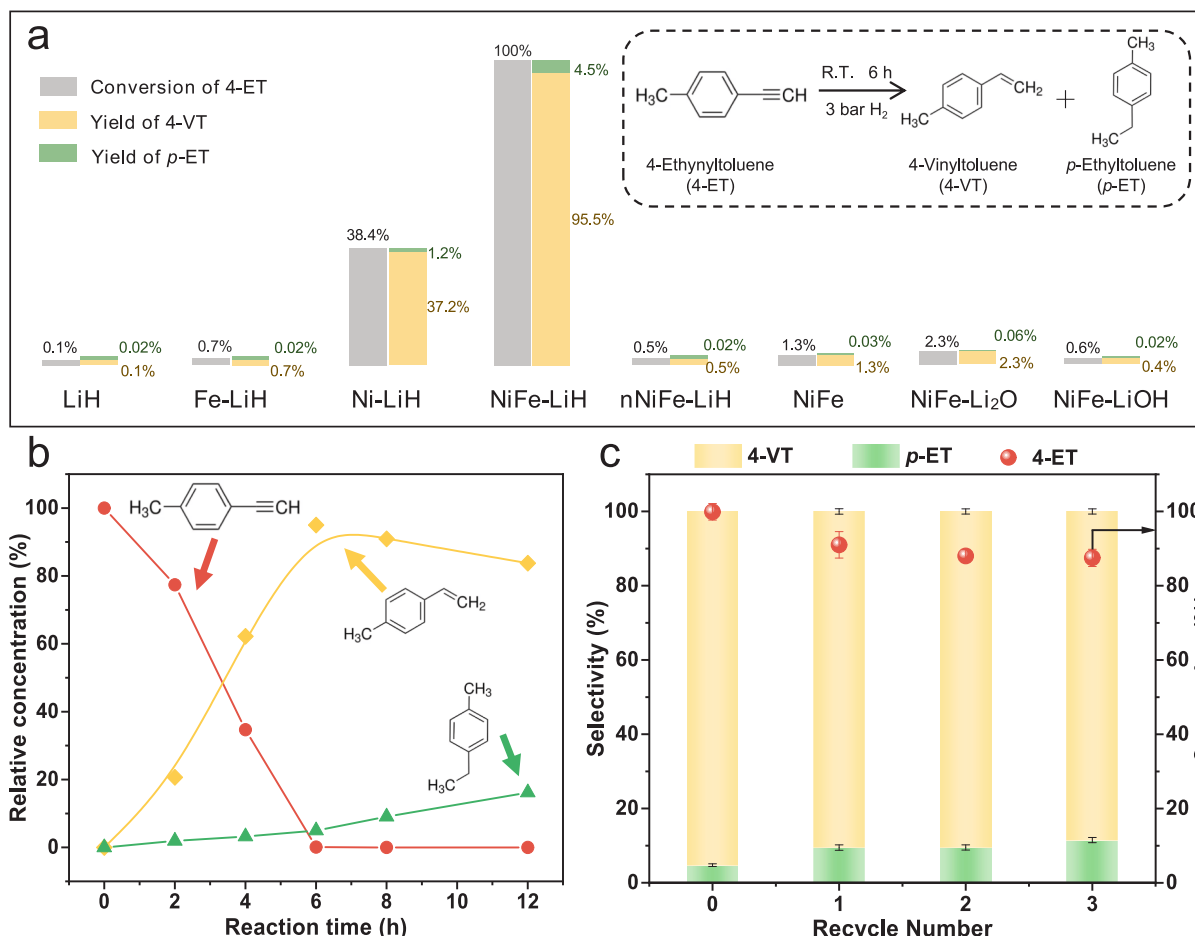 a
Conversion of 4-ET
Yield of 4-VT
Yield of p-ET
0.1%
0.02%
0.1%
0.7%
0.02%
0.7%
38.4%
1.2%
37.2%
100%
4.5%
95.5%
0.5%
0.02%
0.5%
1.3%
0.03%
1.3%
2.3%
0.06%
2.3%
0.6%
0.02%
0.4%
LiH
Fe-LiH
Ni-LiH
NiFe-LiH
nNiFe-LiH
NiFe
NiFe-Li₂O
NiFe-LiOH
H₃C
CH
R.T. 6 h
3 bar H₂
CH₂
H₃C
+
CH₃
H₃C
4-Ethynyltoluene
(4-ET)
4-Vinyltoluene
(4-VT)
p-Ethyltoluene
(p-ET)
b
Relative concentration (%)
100
80
60
40
20
0
H₃C
CH
CH₂
H₃C
CH₃
H₃C
0
2
4
6
8
10
12
Reaction time (h)
c
4-VT
p-ET
4-ET
Selectivity (%)
100
80
60
40
20
0
100
80
60
40
20
0
0
1
2
3
Recycle Number